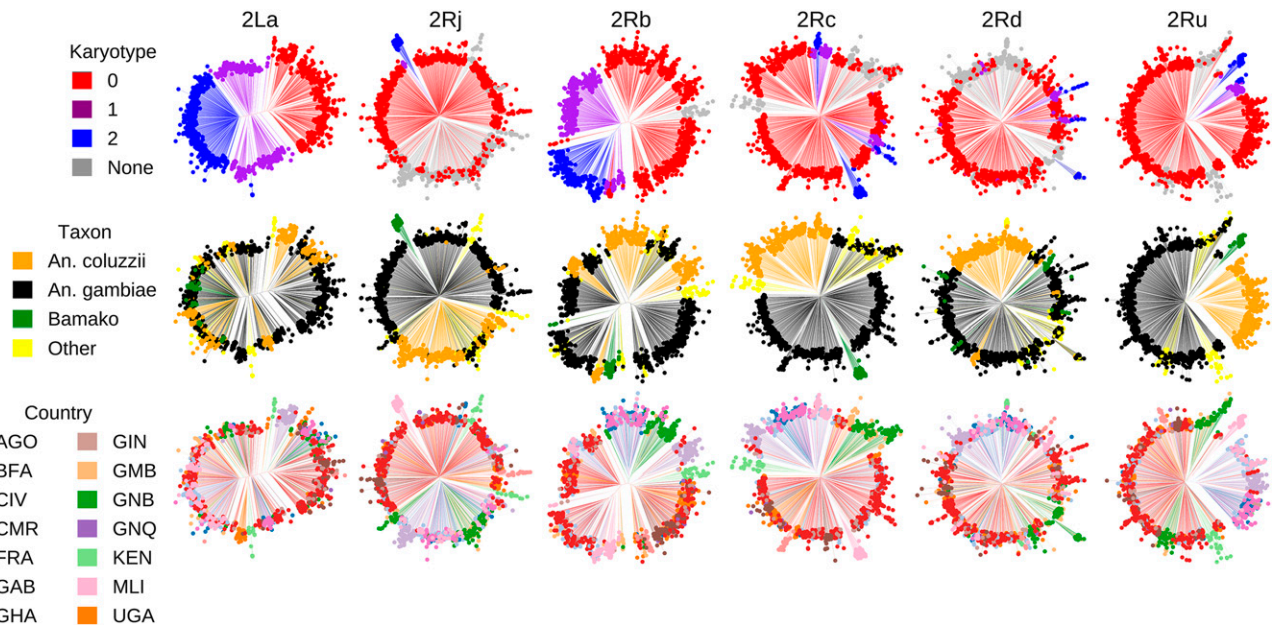 2La 2Rj 2Rb 2Rc 2Rd 2Ru
Karyotype
0
1
2
None
Taxon
An. coluzzii
An. gambiae
Bamako
Other
Country
AGO GIN
BFA GMB
CIV GNB
CMR GNQ
FRA KEN
GAB MLI
GHA UGA